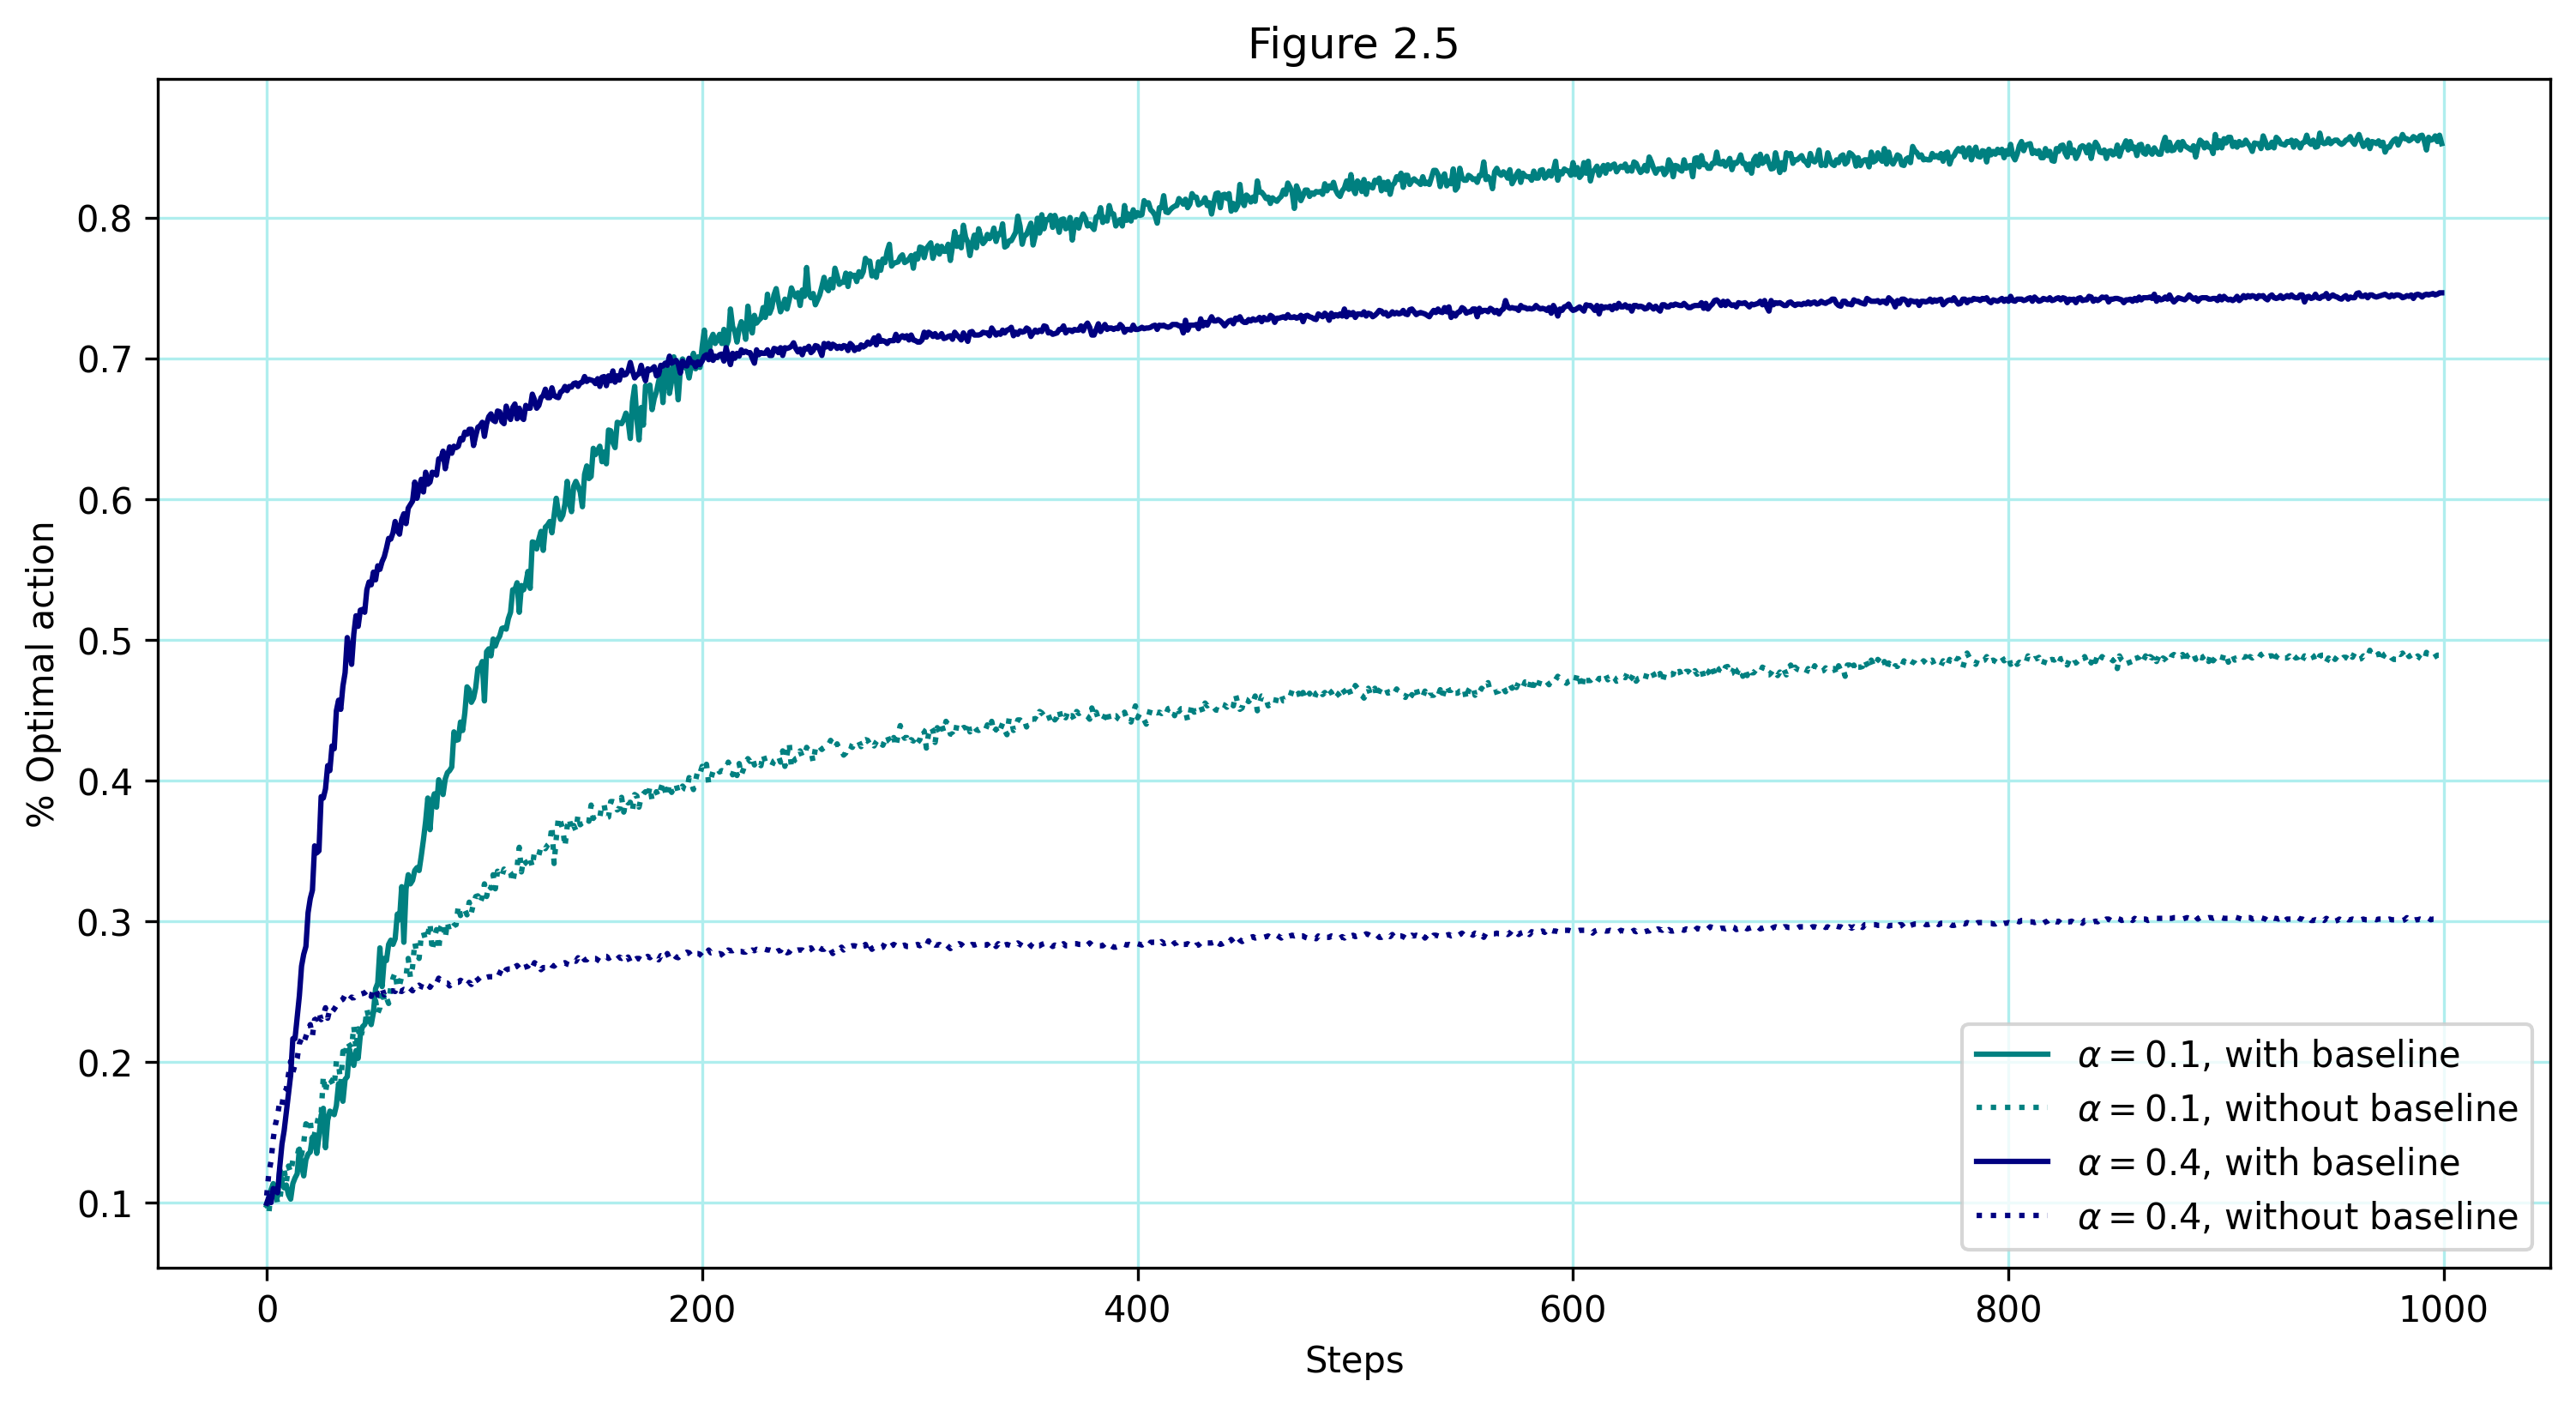 Figure 2.5
% Optimal action
0.8
0.7
0.6
0.5
0.4
0.3
0.2
0.1
α = 0.1, with baseline
α = 0.1, without baseline
α = 0.4, with baseline
α = 0.4, without baseline
0 200 400 600 800 1000
Steps